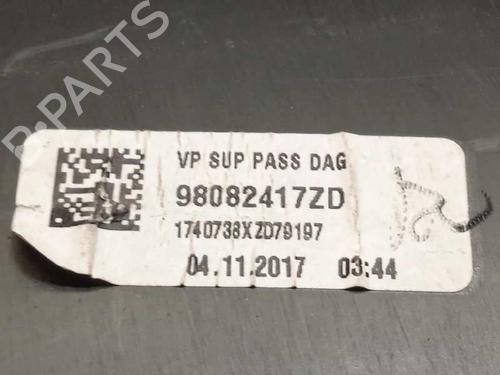 B-PARTS
VP SUP PASS DAG
98082417ZD
1740738XZD79197
04.11.2017 03:44